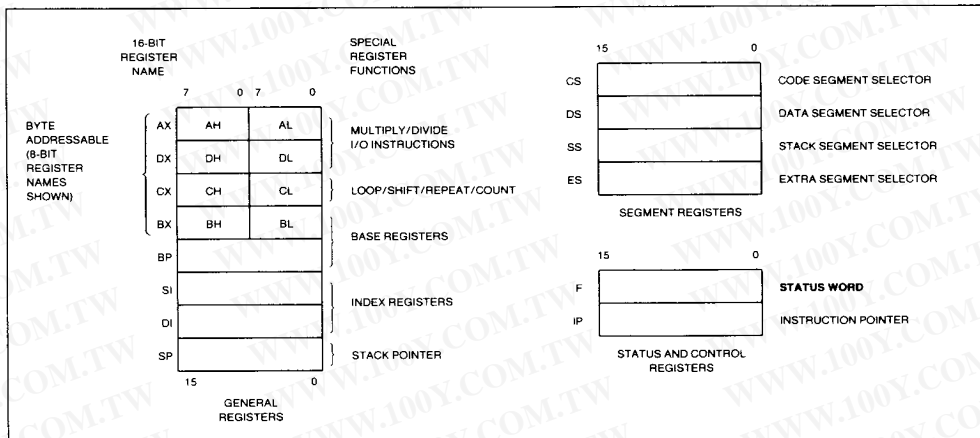 16-BIT
REGISTER
NAME
SPECIAL
REGISTER
FUNCTIONS
7 0 7 0
BYTE
ADDRESSABLE
(8-BIT
REGISTER
NAMES
SHOWN)
AX AH AL
DX DH DL
MULTIPLY/DIVIDE
I/O INSTRUCTIONS
CX CH CL LOOP/SHIFT/REPEAT/COUNT
BX BH BL
BP
BASE REGISTERS
SI
DI
INDEX REGISTERS
SP STACK POINTER
15 0
GENERAL
REGISTERS
15 0
CS CODE SEGMENT SELECTOR
DS DATA SEGMENT SELECTOR
SS STACK SEGMENT SELECTOR
ES EXTRA SEGMENT SELECTOR
SEGMENT REGISTERS
15 0
F STATUS WORD
IP INSTRUCTION POINTER
STATUS AND CONTROL
REGISTERS
WWW.100Y.COM.TW